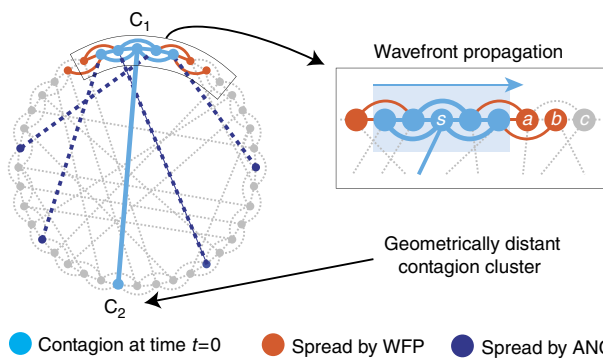 C1
Wavefront propagation
s
a
b
c
Geometrically distant
contagion cluster
C2
Contagion at time t=0
Spread by WFP
Spread by ANC